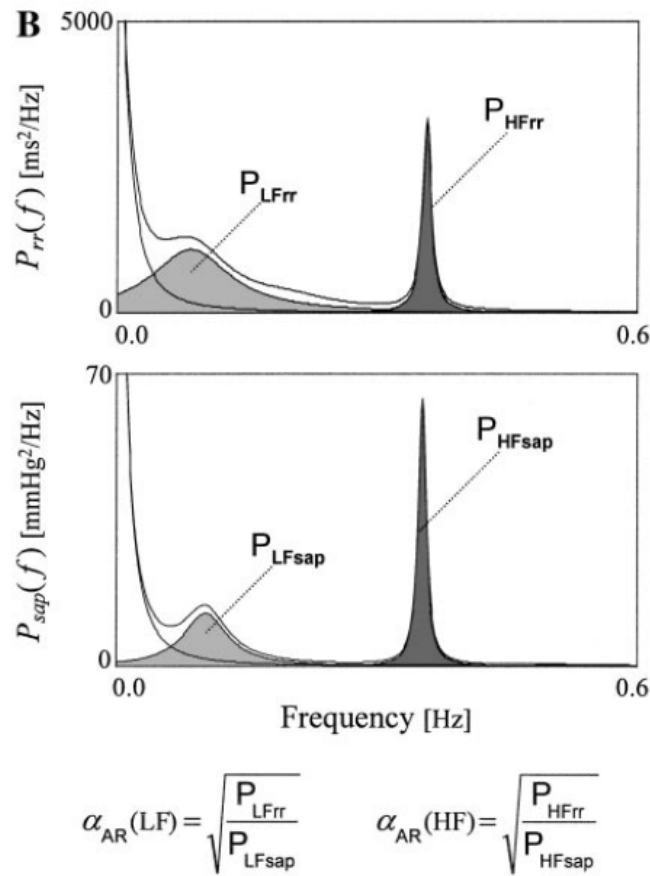 B
5000
P_rr(f) [ms²/Hz]
P_LFrr
P_HFrr
0
0.0
0.6
70
P_sap(f) [mmHg²/Hz]
P_LFsap
P_HFsap
0
0.0
0.6
Frequency [Hz]
α_AR(LF) = √(P_LFrr / P_LFsap)
α_AR(HF) = √(P_HFrr / P_HFsap)